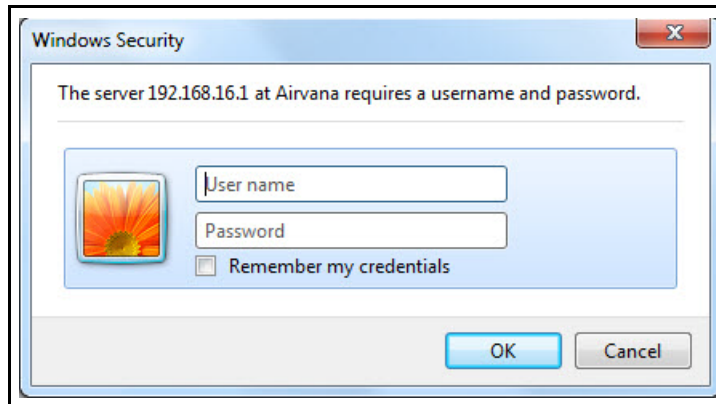 Windows Security
The server 192.168.16.1 at Airvana requires a username and password.
User name
Password
Remember my credentials
OK
Cancel